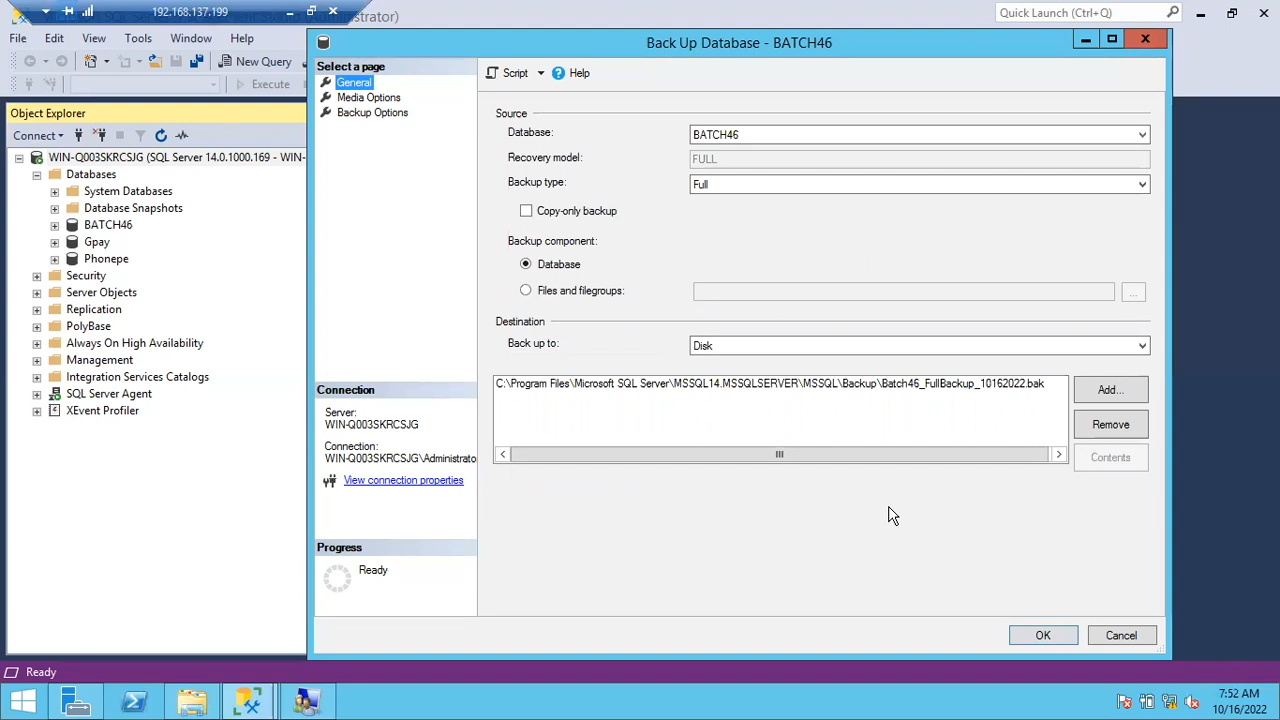 192.168.137.199
Administrator)
Quick Launch (Ctrl+Q)
File Edit View Tools Window Help
New Query
Execute
Object Explorer
Connect
WIN-Q003SKRCSJG (SQL Server 14.0.1000.169 - WIN-
Databases
System Databases
Database Snapshots
BATCH46
Gpay
Phonepe
Security
Server Objects
Replication
PolyBase
Always On High Availability
Management
Integration Services Catalogs
SQL Server Agent
XEvent Profiler
Back Up Database - BATCH46
Select a page
General
Media Options
Backup Options
Connection
Server:
WIN-Q003SKRCSJG
Connection:
WIN-Q003SKRCSJG\Administrato
View connection properties
Progress
Ready
Script Help
Source
Database: BATCH46
Recovery model: FULL
Backup type: Full
Copy-only backup
Backup component:
Database
Files and filegroups: ...
Destination
Back up to: Disk
C:\Program Files\Microsoft SQL Server\MSSQL14.MSSQLSERVER\MSSQL\Backup\Batch46_FullBackup_10162022.bak
Add...
Remove
Contents
OK Cancel
Ready
7:52 AM
10/16/2022